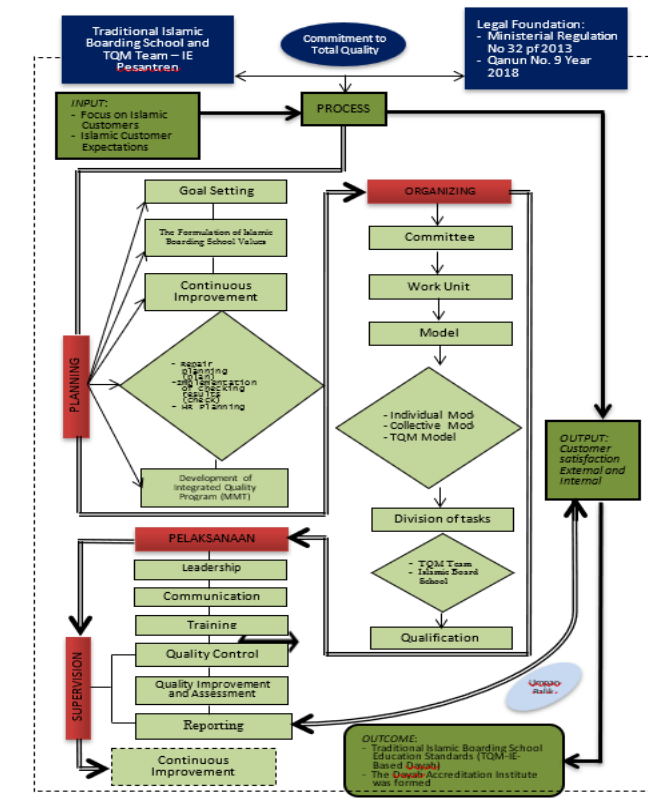 Traditional Islamic
Boarding School and
TQM Team – IE
Pesantren
Commitment to
Total Quality
Legal Foundation:
- Ministerial Regulation
No 32 pf 2013
- Qanun No. 9 Year
2018
INPUT:
- Focus on Islamic
Customers
- Islamic Customer
Expectations
PROCESS
PLANNING
Goal Setting
The Formulation of Islamic
Boarding School Values
Continuous
Improvement
- Repair
planning
(plan)
-Implementation
of checking
results
(check)
- HR Planning
Development of
Integrated Quality
Program (MMT)
ORGANIZING
Committee
Work Unit
Model
- Individual Mod
- Collective Mod
- TQM Model
Division of tasks
- TQM Team
- Islamic Board
School
Qualification
OUTPUT:
Customer
satisfaction
External and
Internal
PELAKSANAAN
Leadership
Communication
Training
Quality Control
Quality Improvement
and Assessment
Reporting
SUPERVISION
Continuous
Improvement
Umpan
Balik
OUTCOME:
- Traditional Islamic Boarding School
Education Standards (TQM-IE-
Based Dayah)
- The Dayah Accreditation Institute
was formed